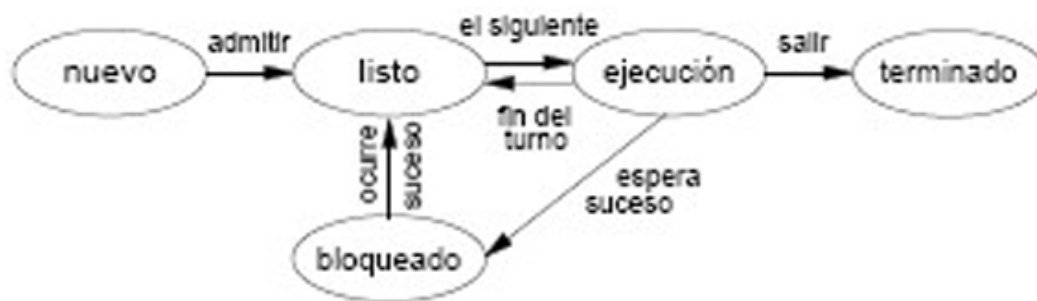 admitir
el siguiente
salir
nuevo
listo
ejecución
terminado
fin del
turno
ocurre
suceso
espera
suceso
bloqueado